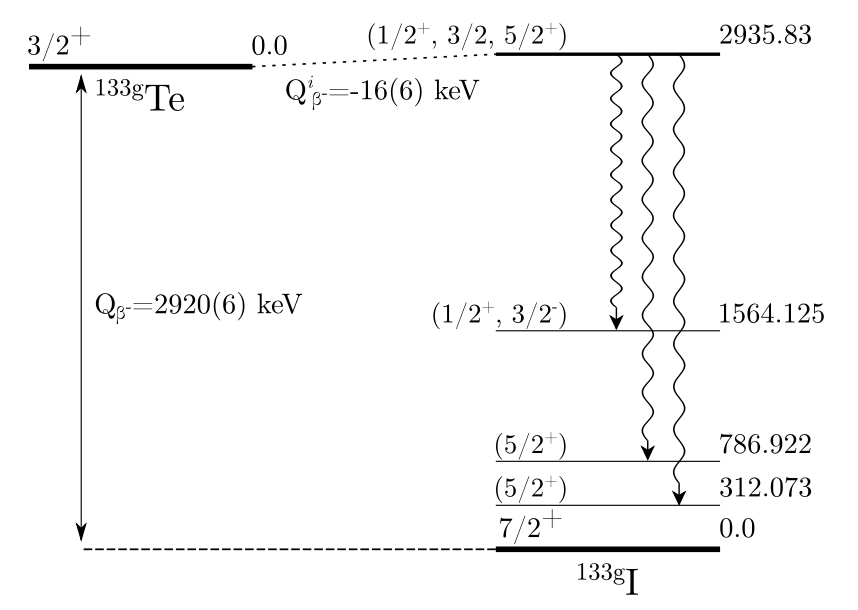 3/2⁺ 0.0 (1/2⁺, 3/2, 5/2⁺) 2935.83
¹³³ᵍTe Qⁱβ⁻=-16(6) keV
Qβ⁻=2920(6) keV
(1/2⁺, 3/2⁻) 1564.125
(5/2⁺) 786.922
(5/2⁺) 312.073
7/2⁺ 0.0
¹³³ᵍI